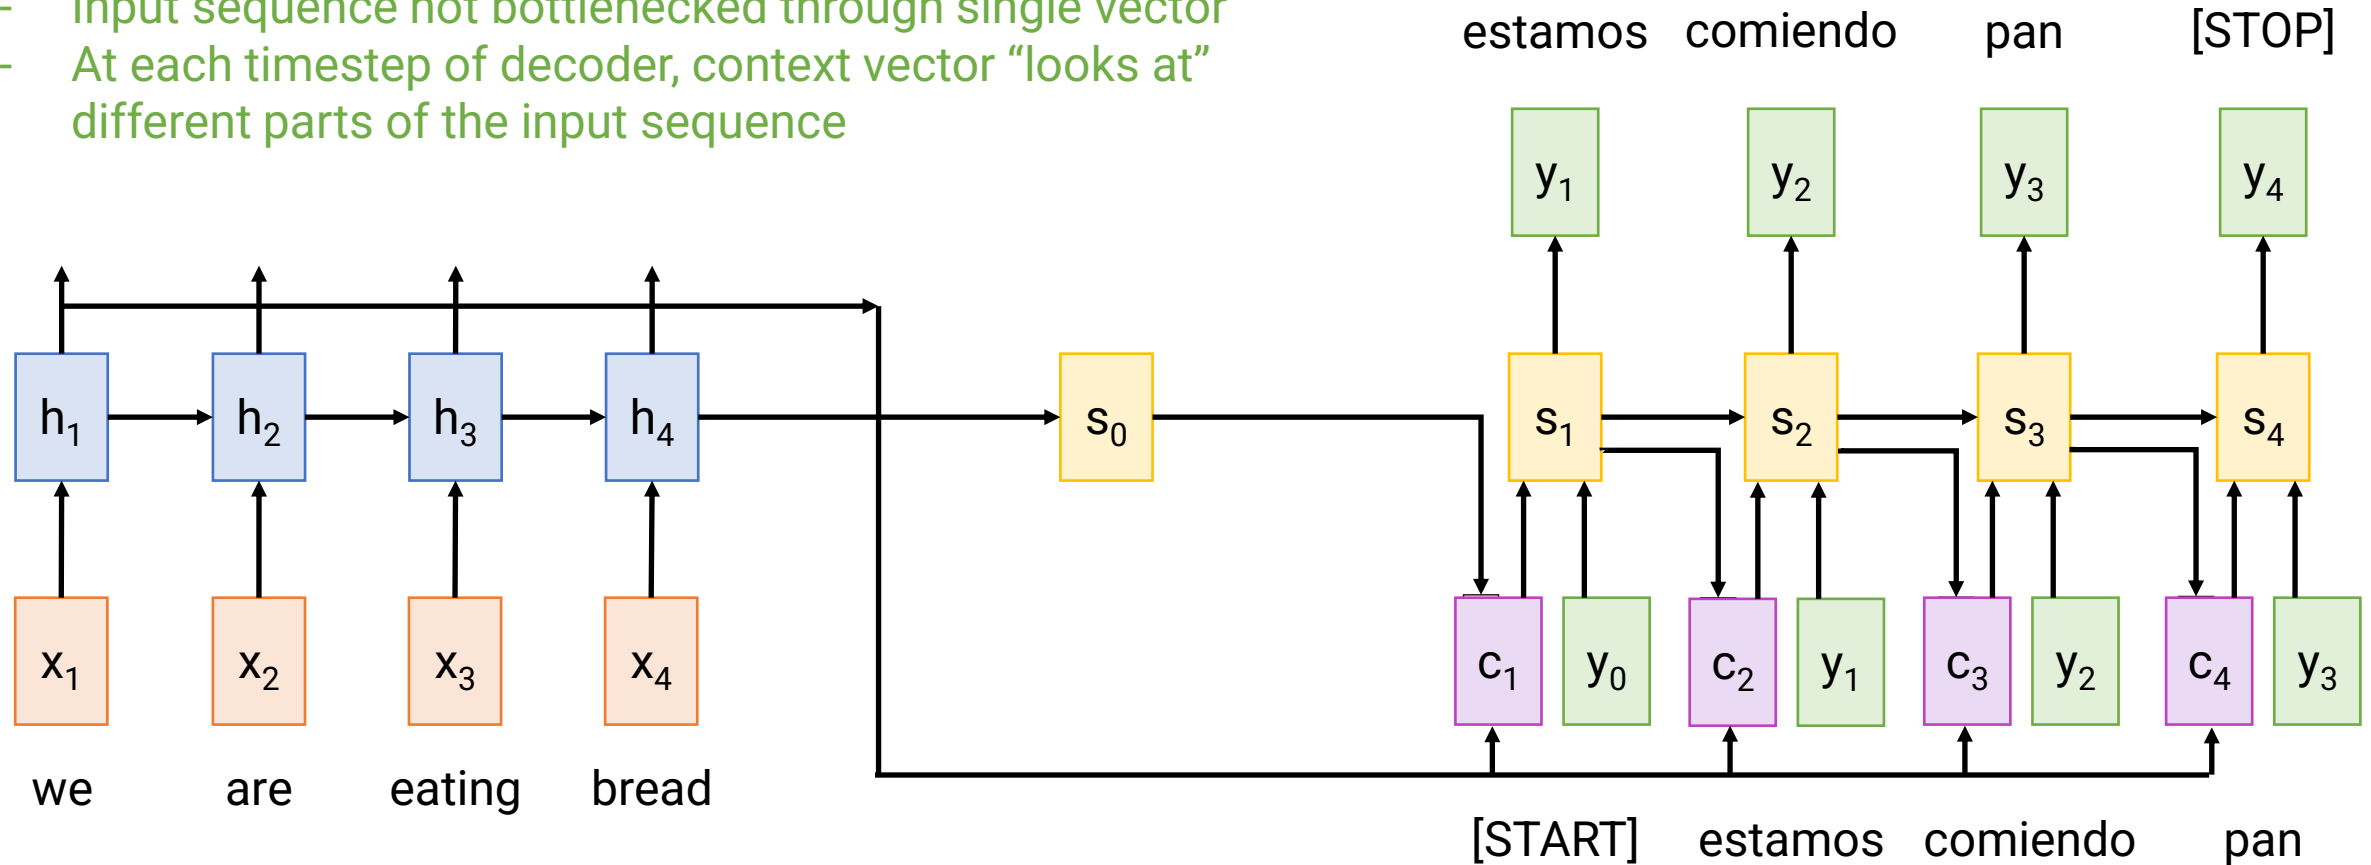 - Input sequence not bottlenecked through single vector
- At each timestep of decoder, context vector “looks at”
different parts of the input sequence
estamos comiendo pan [STOP]
y1 y2 y3 y4
h1 h2 h3 h4 s0 s1 s2 s3 s4
x1 x2 x3 x4 c1 y0 c2 y1 c3 y2 c4 y3
we are eating bread
[START] estamos comiendo pan